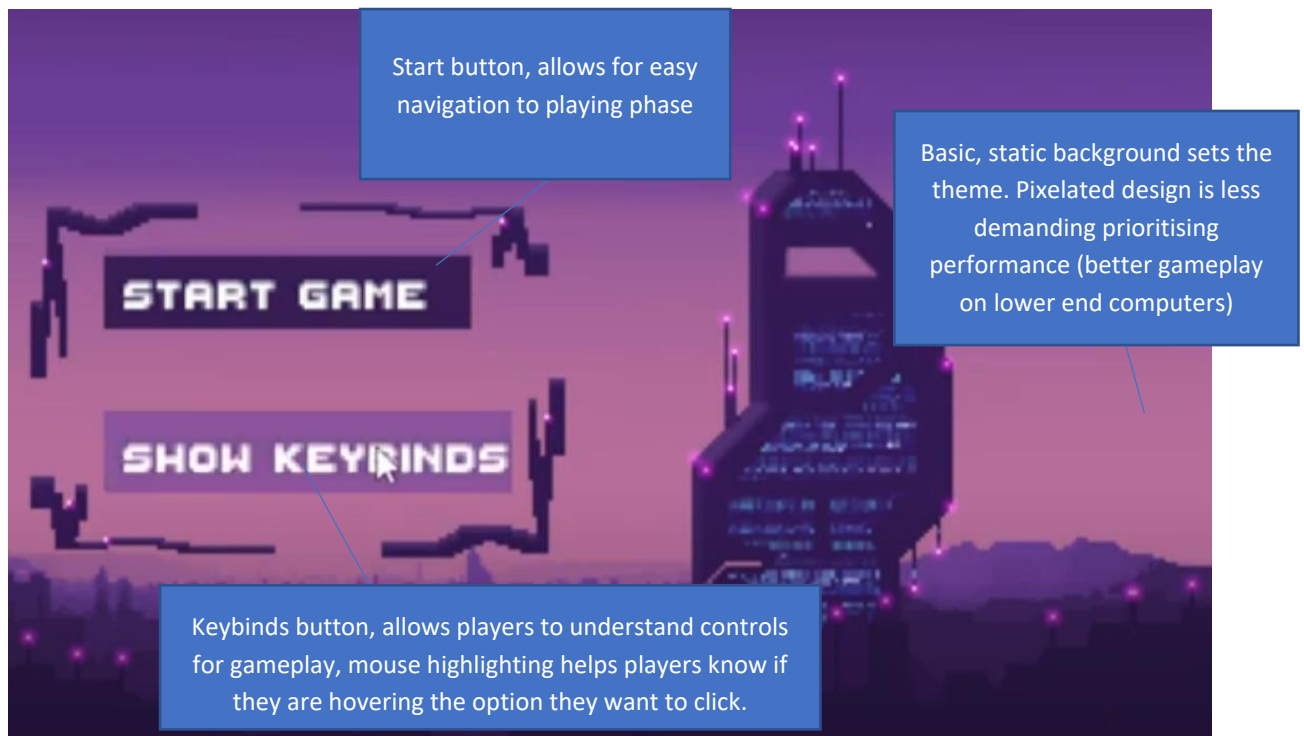 Start button, allows for easy
navigation to playing phase
Basic, static background sets the
theme. Pixelated design is less
demanding prioritising
performance (better gameplay
on lower end computers)
START GAME
SHOW KEYBINDS
Keybinds button, allows players to understand controls
for gameplay, mouse highlighting helps players know if
they are hovering the option they want to click.